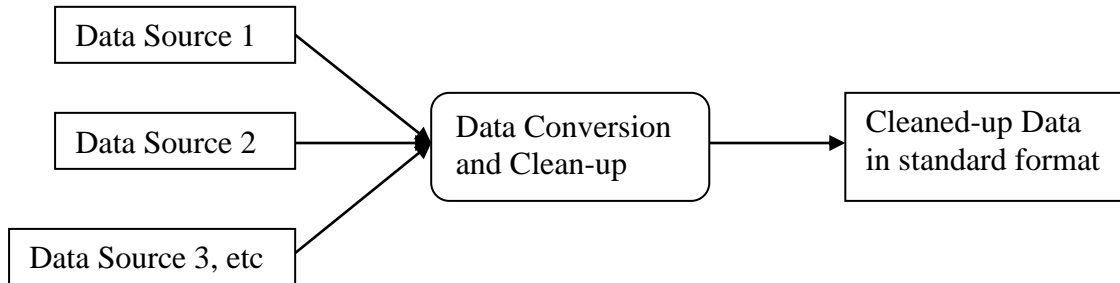 Data Source 1
Data Source 2
Data Source 3, etc
Data Conversion
and Clean-up
Cleaned-up Data
in standard format